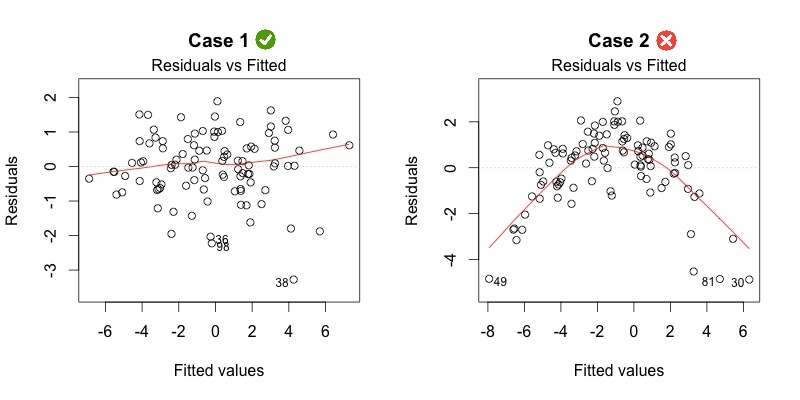 Case 1
Residuals vs Fitted
Residuals
2
1
0
-1
-2
-3
36
98
38
-6 -4 -2 0 2 4 6
Fitted values
Case 2
Residuals vs Fitted
Residuals
2
0
-2
-4
49
81
30
-8 -6 -4 -2 0 2 4 6
Fitted values